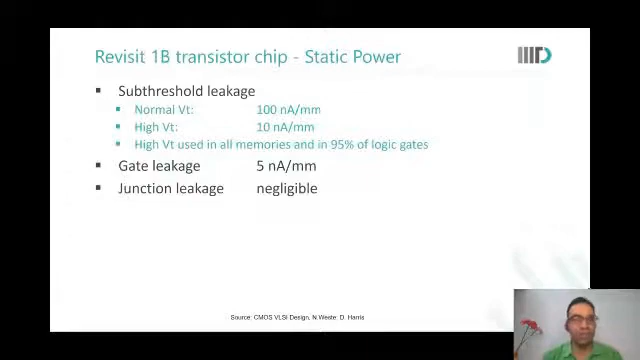 Revisit 1B transistor chip - Static Power
Subthreshold leakage
Normal Vt: 100 nA/mm
High Vt: 10 nA/mm
High Vt used in all memories and in 95% of logic gates
Gate leakage 5 nA/mm
Junction leakage negligible
Source: CMOS VLSI Design, N.Weste: D. Harris